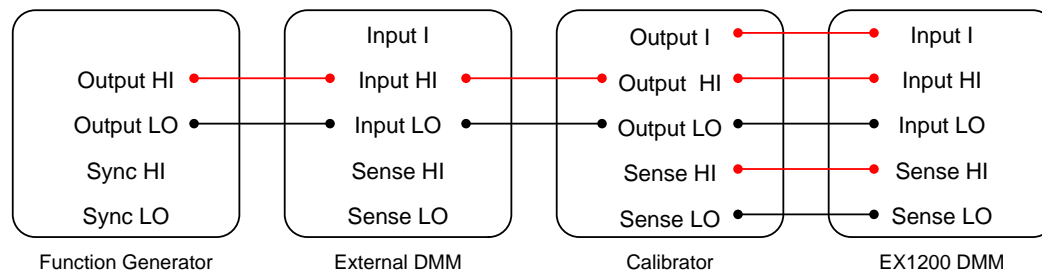 Output HI
Output LO
Sync HI
Sync LO
Function Generator
Input I
Input HI
Input LO
Sense HI
Sense LO
External DMM
Output I
Output  HI
Output LO
Sense HI
Sense LO
Calibrator
Input I
Input HI
Input LO
Sense HI
Sense LO
EX1200 DMM